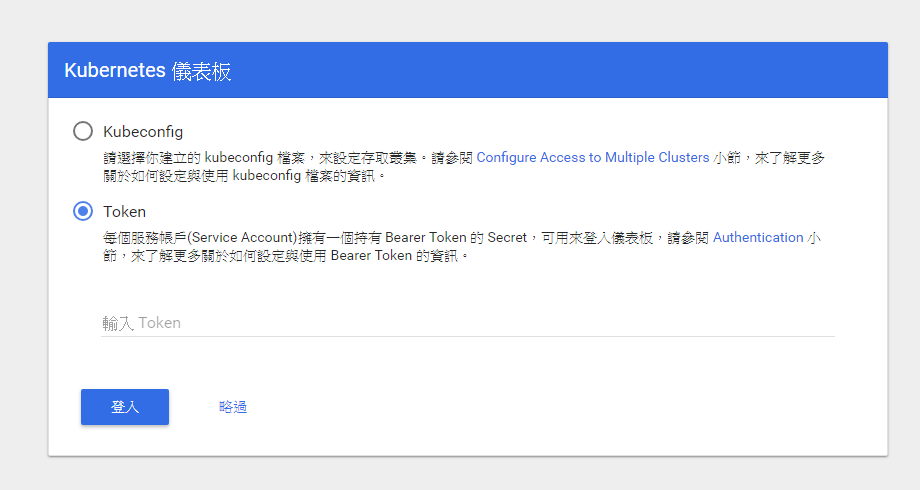 Kubernetes 儀表板
Kubeconfig
請選擇你建立的 kubeconfig 檔案，來設定存取叢集。請參閱 Configure Access to Multiple Clusters 小節，來了解更多
關於如何設定與使用 kubeconfig 檔案的資訊。
Token
每個服務帳戶(Service Account)擁有一個持有 Bearer Token 的 Secret，可用來登入儀表板，請參閱 Authentication 小
節，來了解更多關於如何設定與使用 Bearer Token 的資訊。
輸入 Token
登入 略過